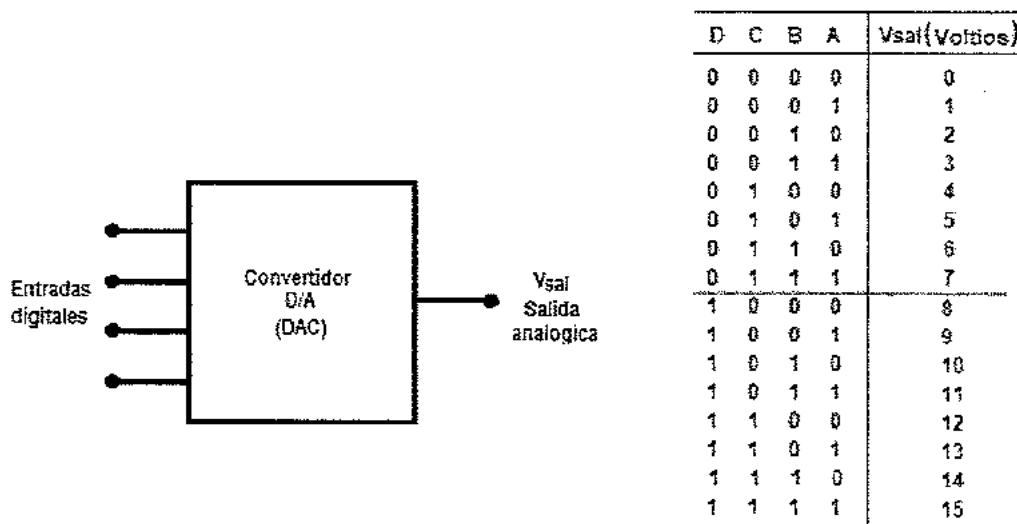 Entradas
digitales
Convertidor
D/A
(DAC)
Vsal
Salida
analogica
D C B A Vsal(Voltios)
0 0 0 0 0
0 0 0 1 1
0 0 1 0 2
0 0 1 1 3
0 1 0 0 4
0 1 0 1 5
0 1 1 0 6
0 1 1 1 7
1 0 0 0 8
1 0 0 1 9
1 0 1 0 10
1 0 1 1 11
1 1 0 0 12
1 1 0 1 13
1 1 1 0 14
1 1 1 1 15